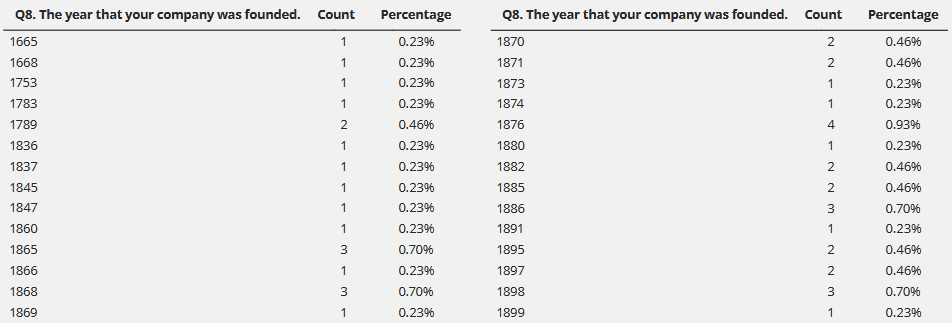 Q8. The year that your company was founded. Count Percentage
1665 1 0.23%
1668 1 0.23%
1753 1 0.23%
1783 1 0.23%
1789 2 0.46%
1836 1 0.23%
1837 1 0.23%
1845 1 0.23%
1847 1 0.23%
1860 1 0.23%
1865 3 0.70%
1866 1 0.23%
1868 3 0.70%
1869 1 0.23%
Q8. The year that your company was founded. Count Percentage
1870 2 0.46%
1871 2 0.46%
1873 1 0.23%
1874 1 0.23%
1876 4 0.93%
1880 1 0.23%
1882 2 0.46%
1885 2 0.46%
1886 3 0.70%
1891 1 0.23%
1895 2 0.46%
1897 2 0.46%
1898 3 0.70%
1899 1 0.23%